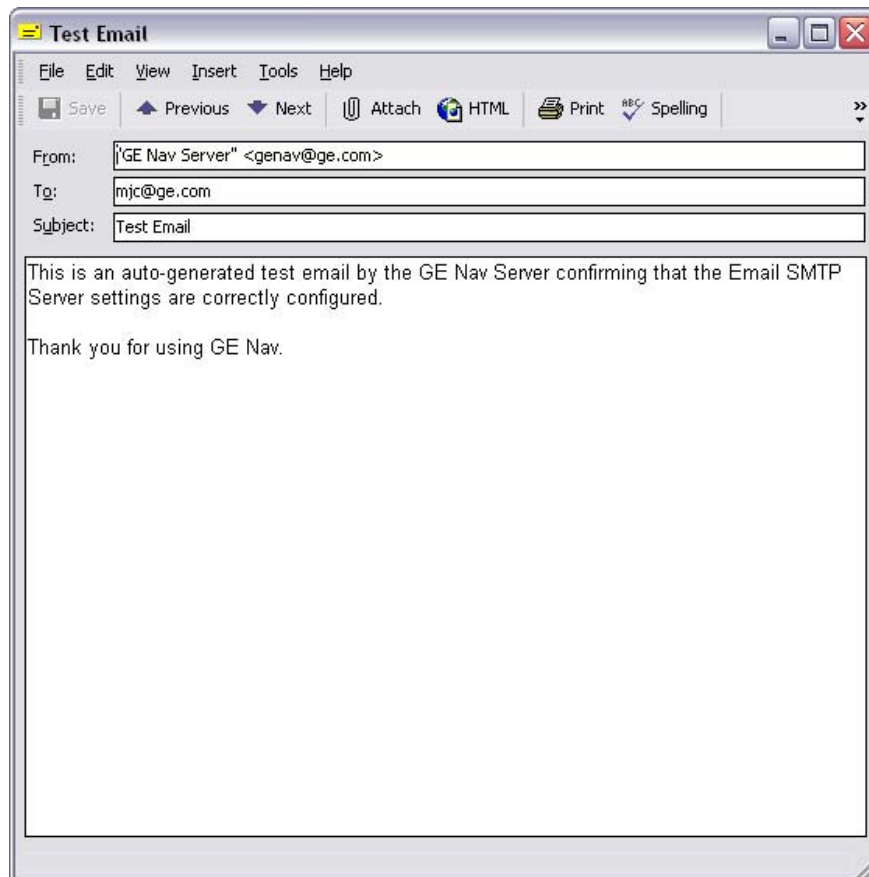 Test Email
File Edit View Insert Tools Help
Save Previous Next Attach HTML Print ABC Spelling
From: "GE Nav Server" <genav@ge.com>
To: mjc@ge.com
Subject: Test Email
This is an auto-generated test email by the GE Nav Server confirming that the Email SMTP
Server settings are correctly configured.
Thank you for using GE Nav.